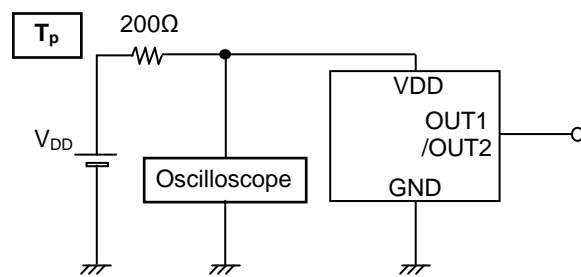 Tp
200Ω
VDD
VDD
OUT1
/OUT2
Oscilloscope
GND